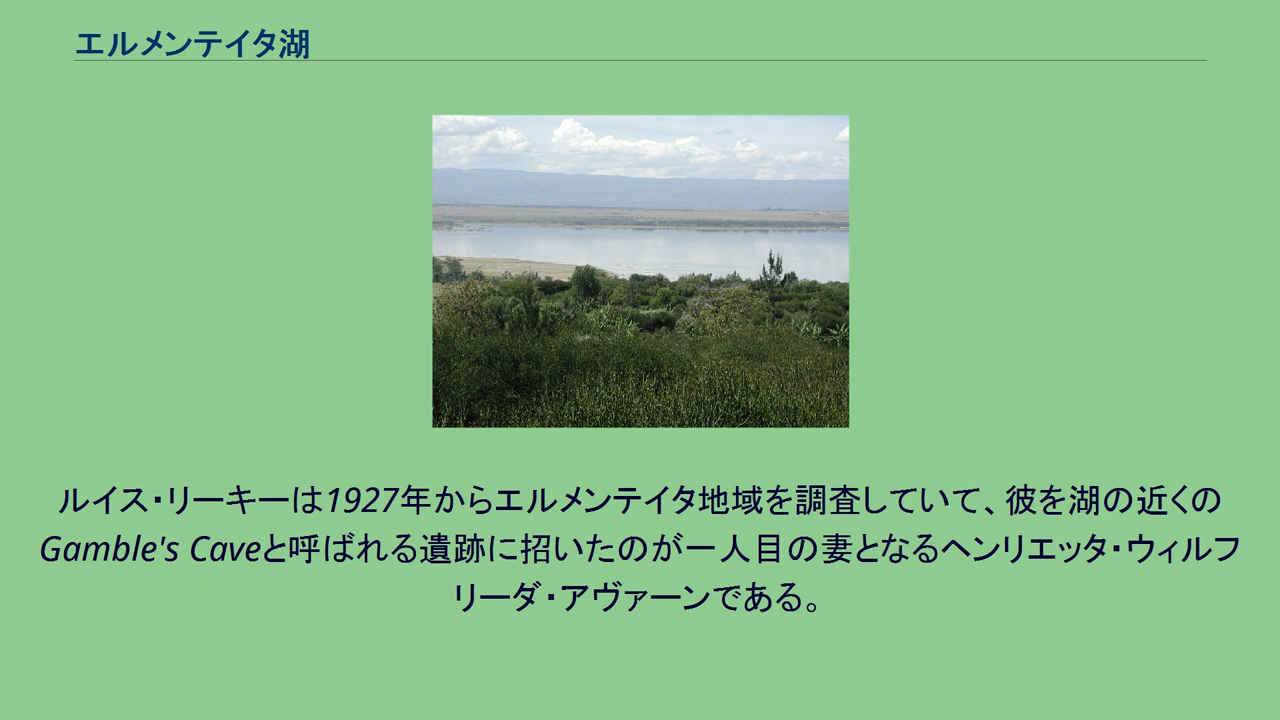 エルメンテイタ湖
ルイス・リーキーは1927年からエルメンテイタ地域を調査していて、彼を湖の近くの
Gamble's Caveと呼ばれる遺跡に招いたのが一人目の妻となるヘンリエッタ・ウィルフ
リーダ・アヴァーンである。